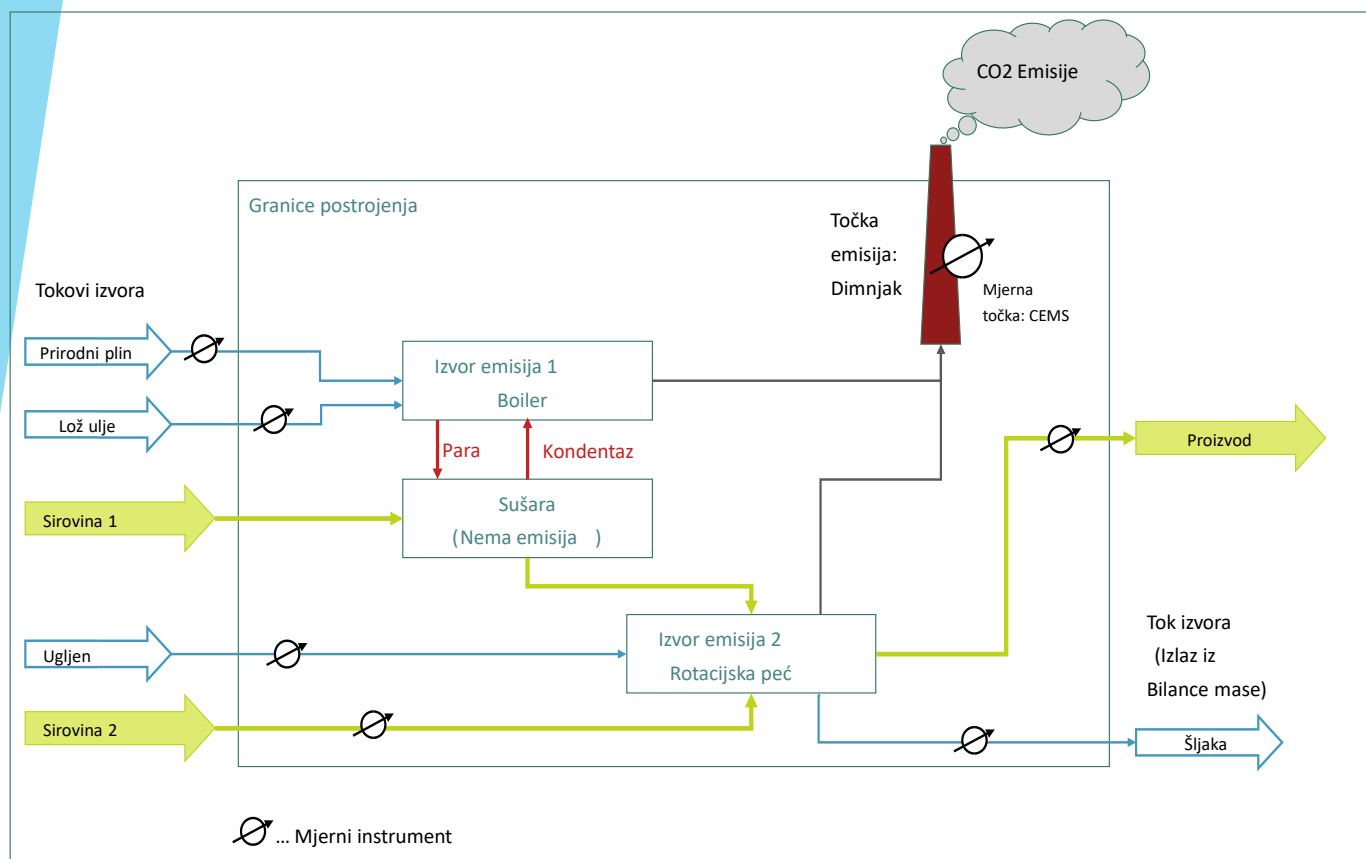 CO2 Emisije
Granice postrojenja
Točka
emisija:
Dimnjak
Mjerna
točka: CEMS
Tokovi izvora
Prirodni plin
Izvor emisija 1
Boiler
Lož ulje
Para
Kondentaz
Proizvod
Sirovina 1
Sušara
(Nema emisija )
Ugljen
Izvor emisija 2
Rotacijska peć
Tok izvora
(Izlaz iz
Bilance mase)
Sirovina 2
Šljaka
... Mjerni instrument